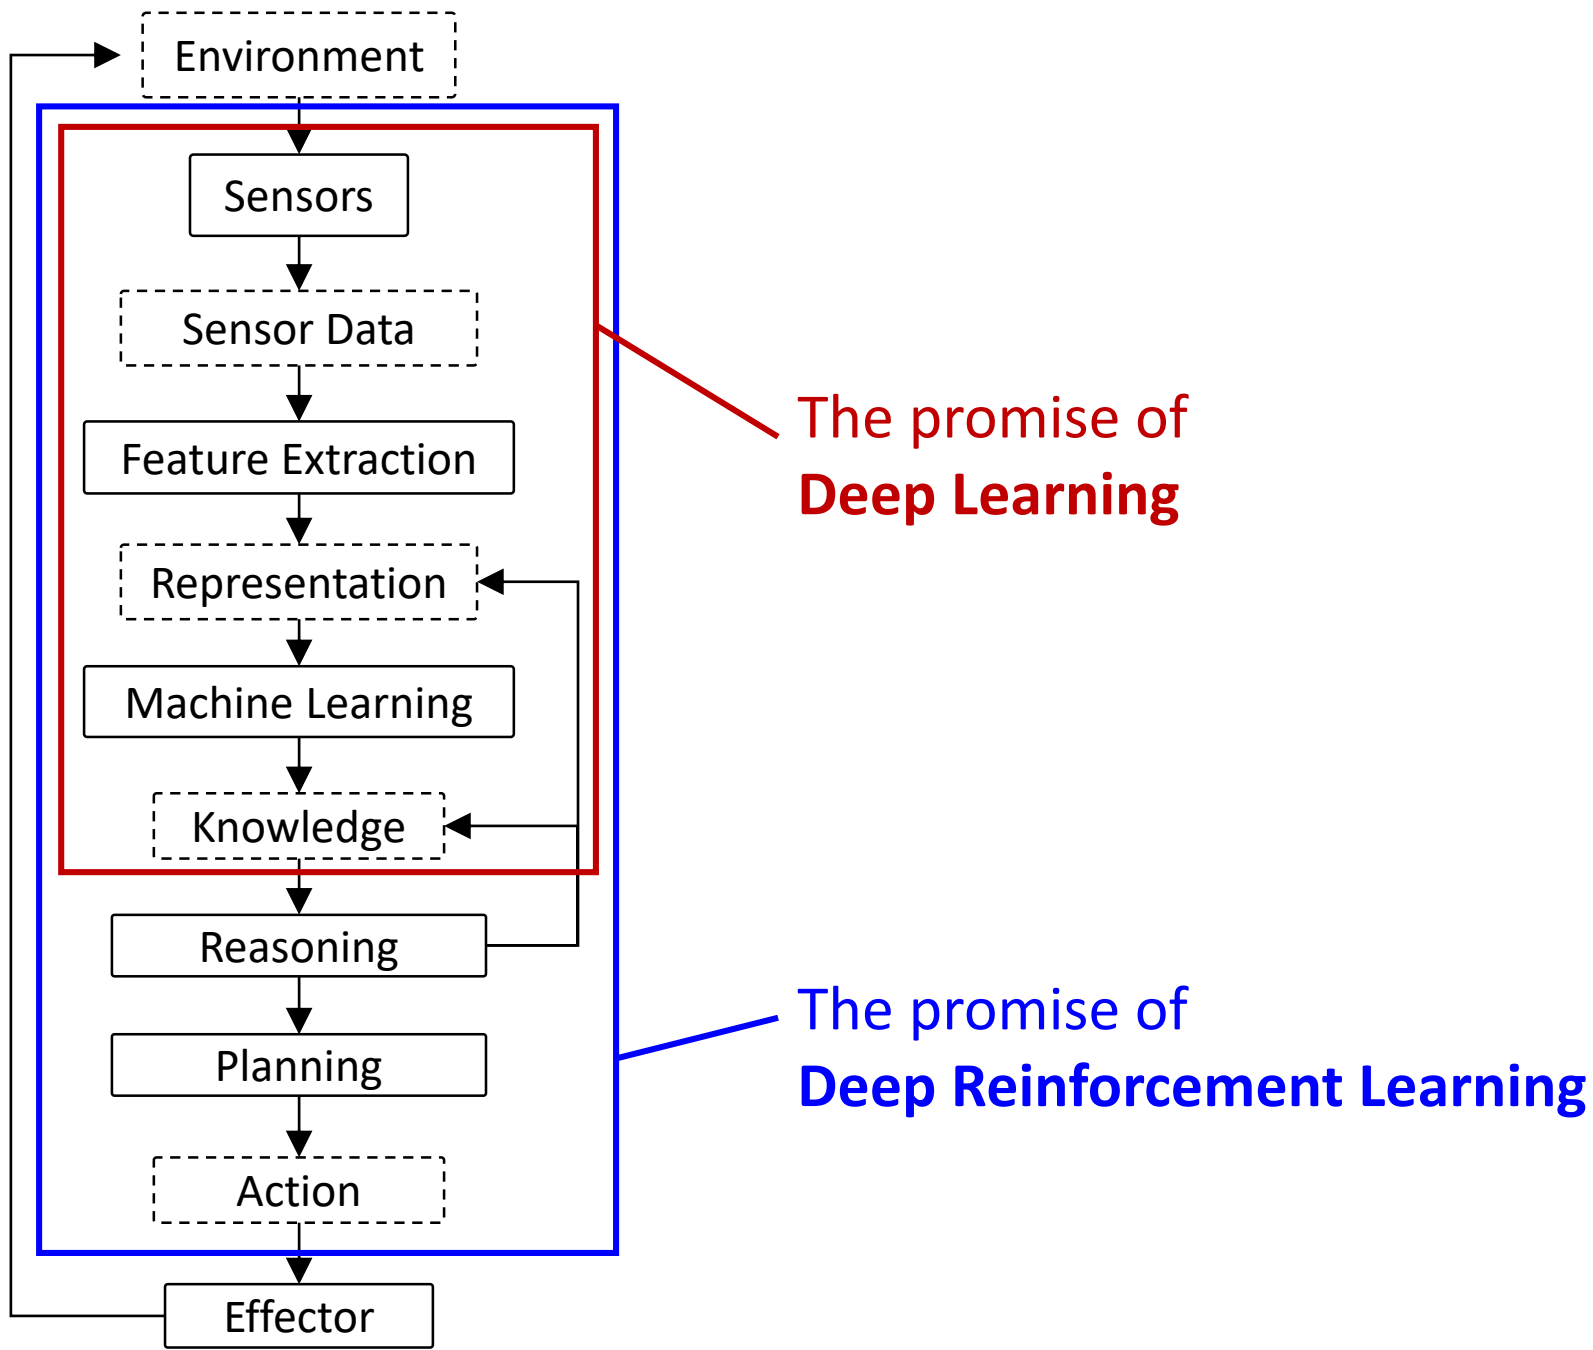 Environment
Sensors
Sensor Data
Feature Extraction
Representation
Machine Learning
Knowledge
Reasoning
Planning
Action
Effector
The promise of
Deep Learning
The promise of
Deep Reinforcement Learning